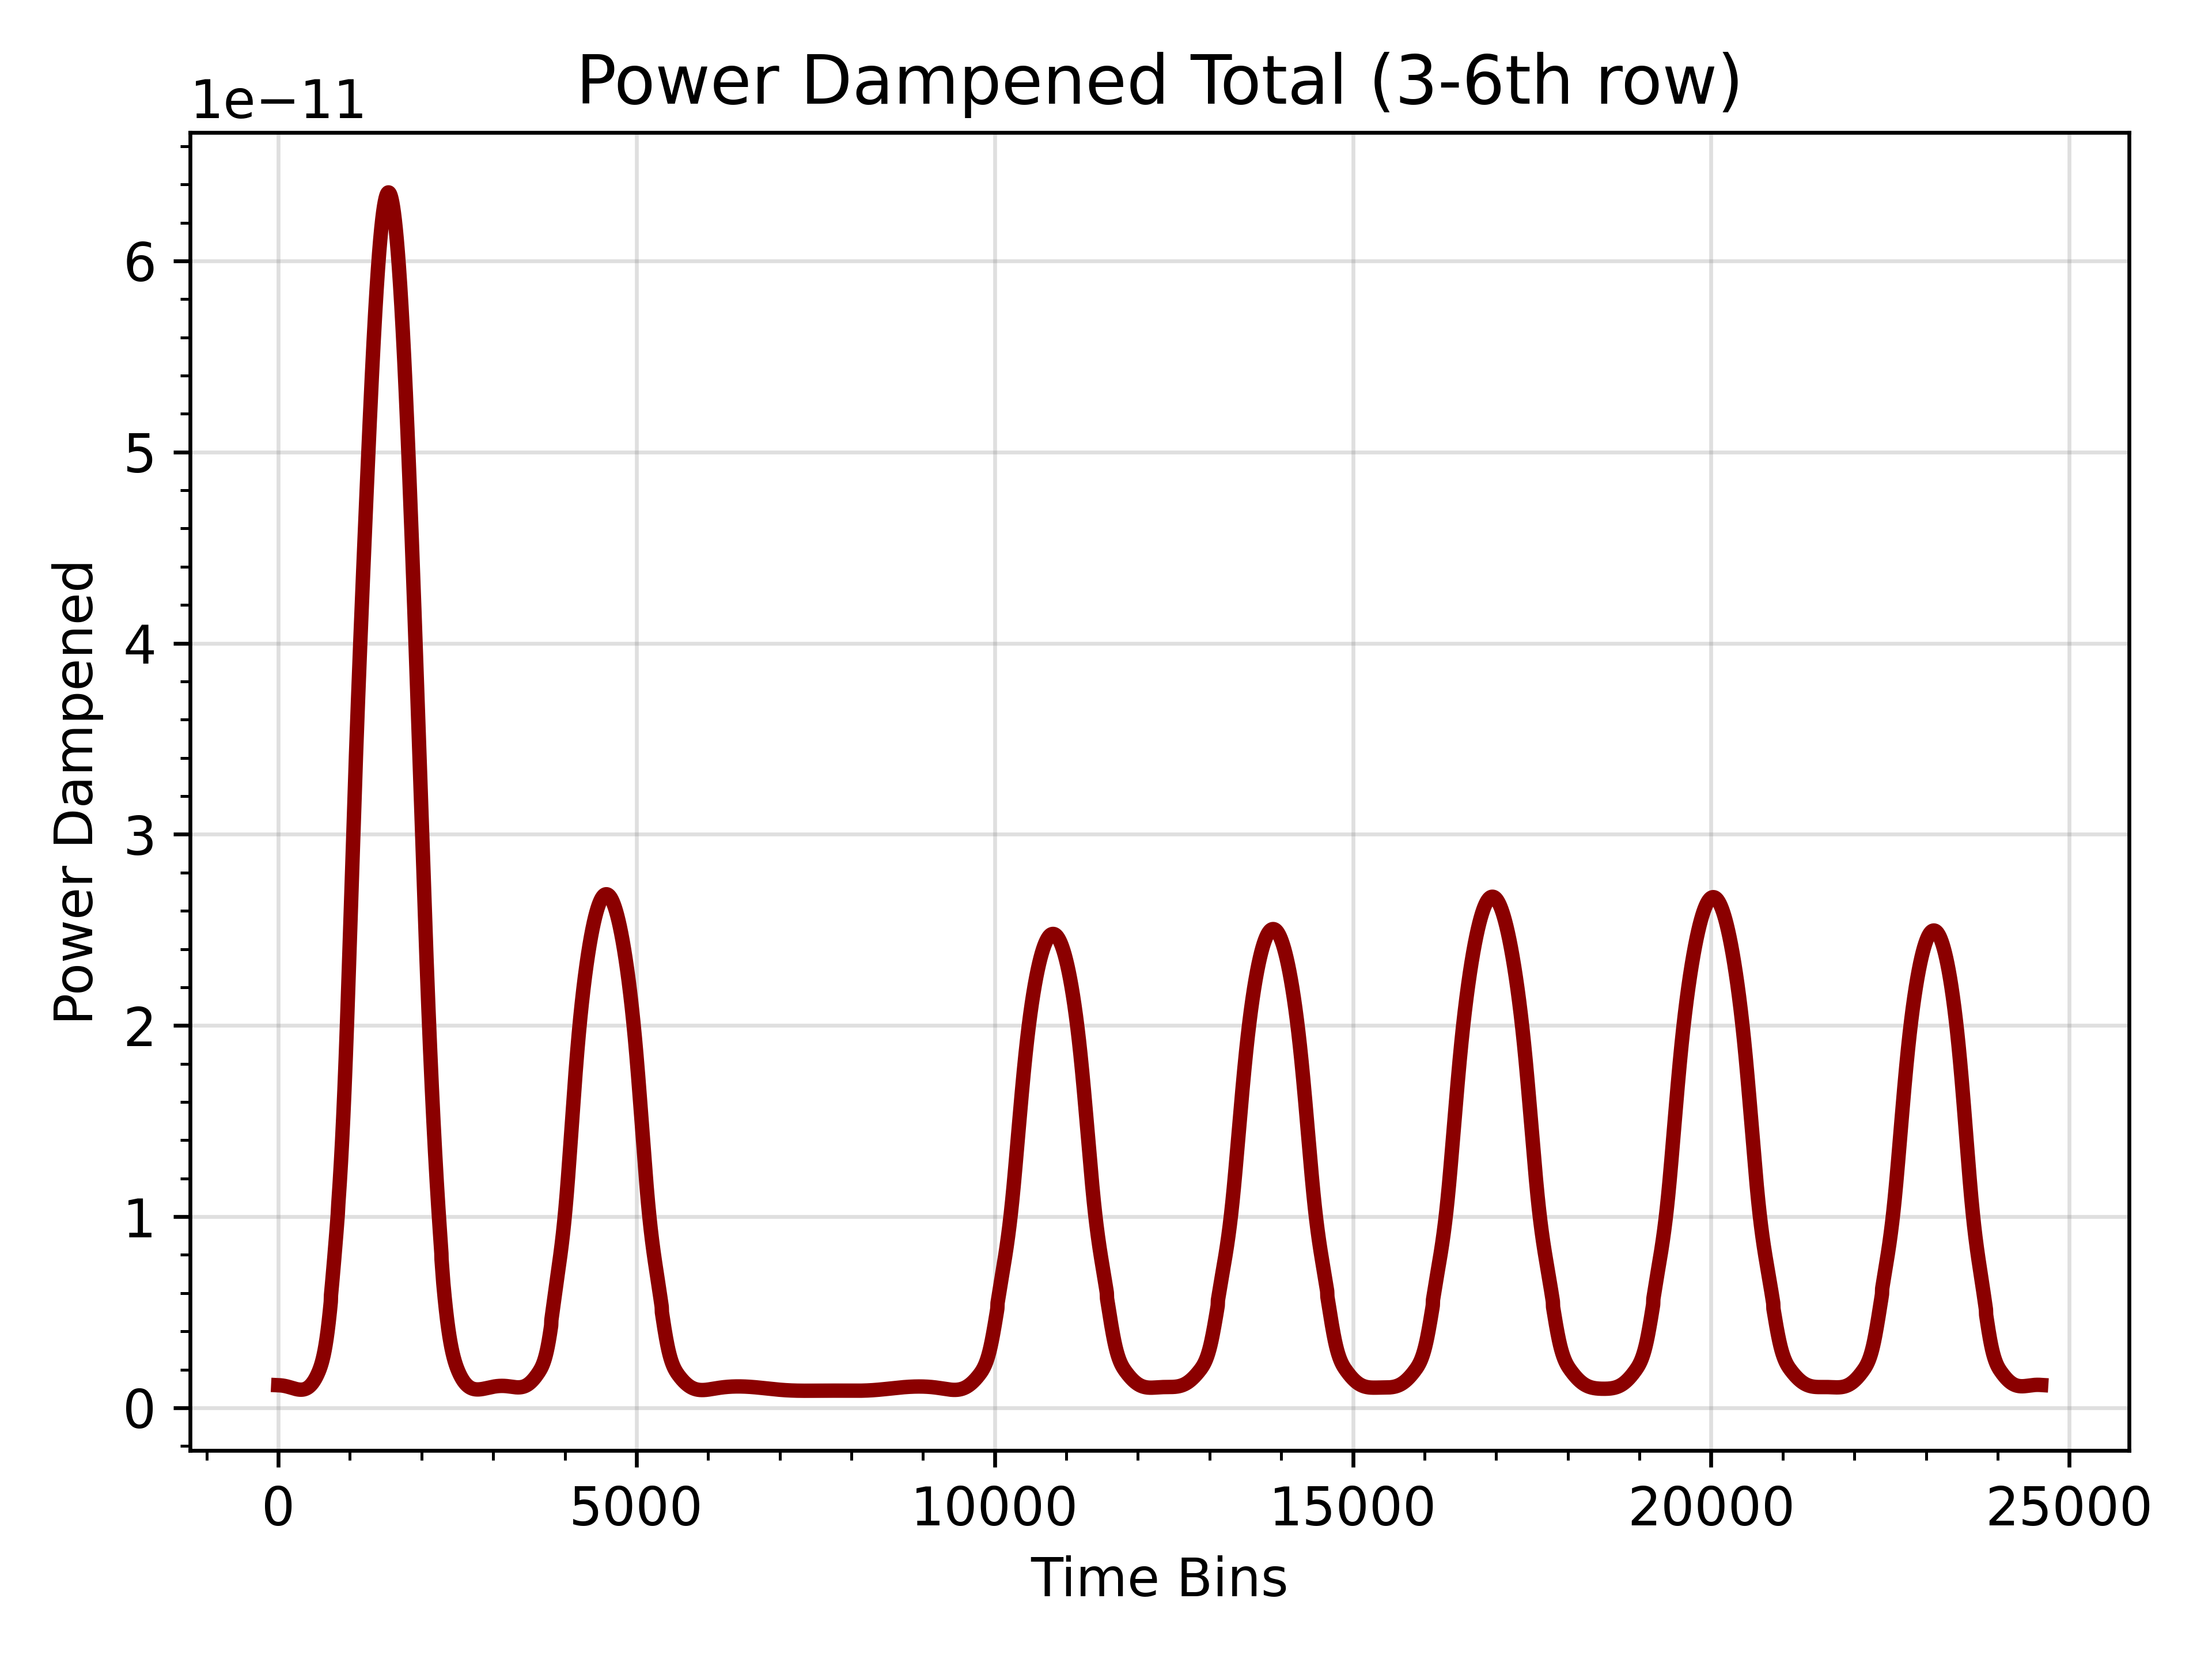 Power Dampened Total (3-6th row)
1e−11
6
5
4
3
2
1
0
Power Dampened
0 5000 10000 15000 20000 25000
Time Bins